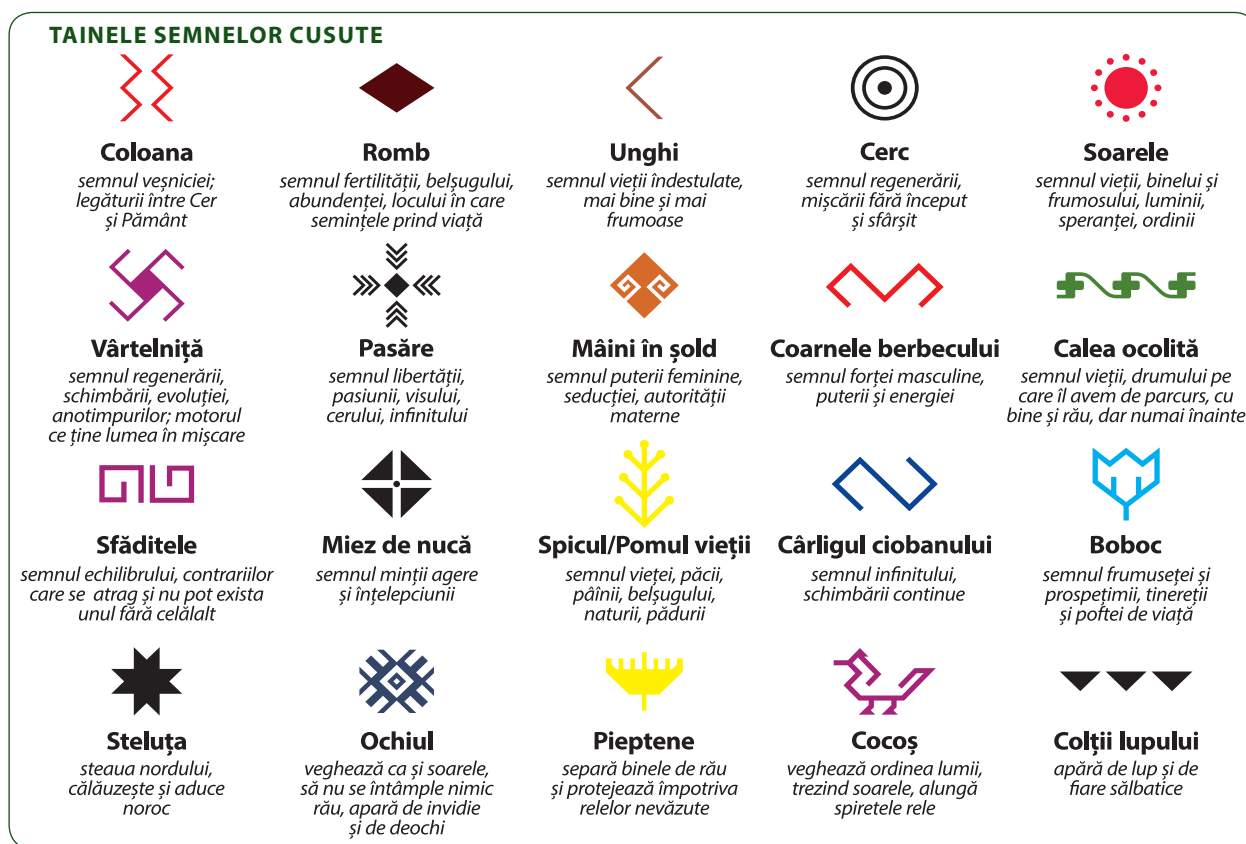 TAINELE SEMNELOR CUSUTE
Coloana
semnul veșniciei;
legăturii între Cer
și Pământ
Romb
semnul fertilității, belșugului,
abundenței, locului în care
semințele prind viață
Unghi
semnul vieții îndestulate,
mai bine și mai
frumoase
Cerc
semnul regenerării,
mișcării fără început
și sfârșit
Soarele
semnul vieții, binelui și
frumosului, luminii,
speranței, ordinii
Vârtelniță
semnul regenerării,
schimbării, evoluției,
anotimpurilor; motorul
ce ține lumea în mișcare
Pasăre
semnul libertății,
pasiunii, visului,
cerului, infinitului
Mâini în șold
semnul puterii feminine,
seducției, autorității
materne
Coarnele berbecului
semnul forței masculine,
puterii și energiei
Calea ocolită
semnul vieții, drumului pe
care îl avem de parcurs, cu
bine și rău, dar numai înainte
Sfăditele
semnul echilibrului, contrariilor
care se atrag și nu pot exista
unul fără celălalt
Miez de nucă
semnul minții agere
și înțelepciunii
Spicul/Pomul vieții
semnul vieței, păcii,
pâinii, belșugului,
naturii, pădurii
Cârligul ciobanului
semnul infinitului,
schimbării continue
Boboc
semnul frumuseței și
prospețimii, tinereții
și poftei de viață
Steluța
steaua nordului,
călăuzește și aduce
noroc
Ochiul
veghează ca și soarele,
să nu se întâmple nimic
rău, apară de invidie
și de deochi
Pieptene
separă binele de rău
și protejează împotriva
relelor nevăzute
Cocoș
veghează ordinea lumii,
trezind soarele, alungă
spiretele rele
Colții lupului
apără de lup și de
fiare sălbatice